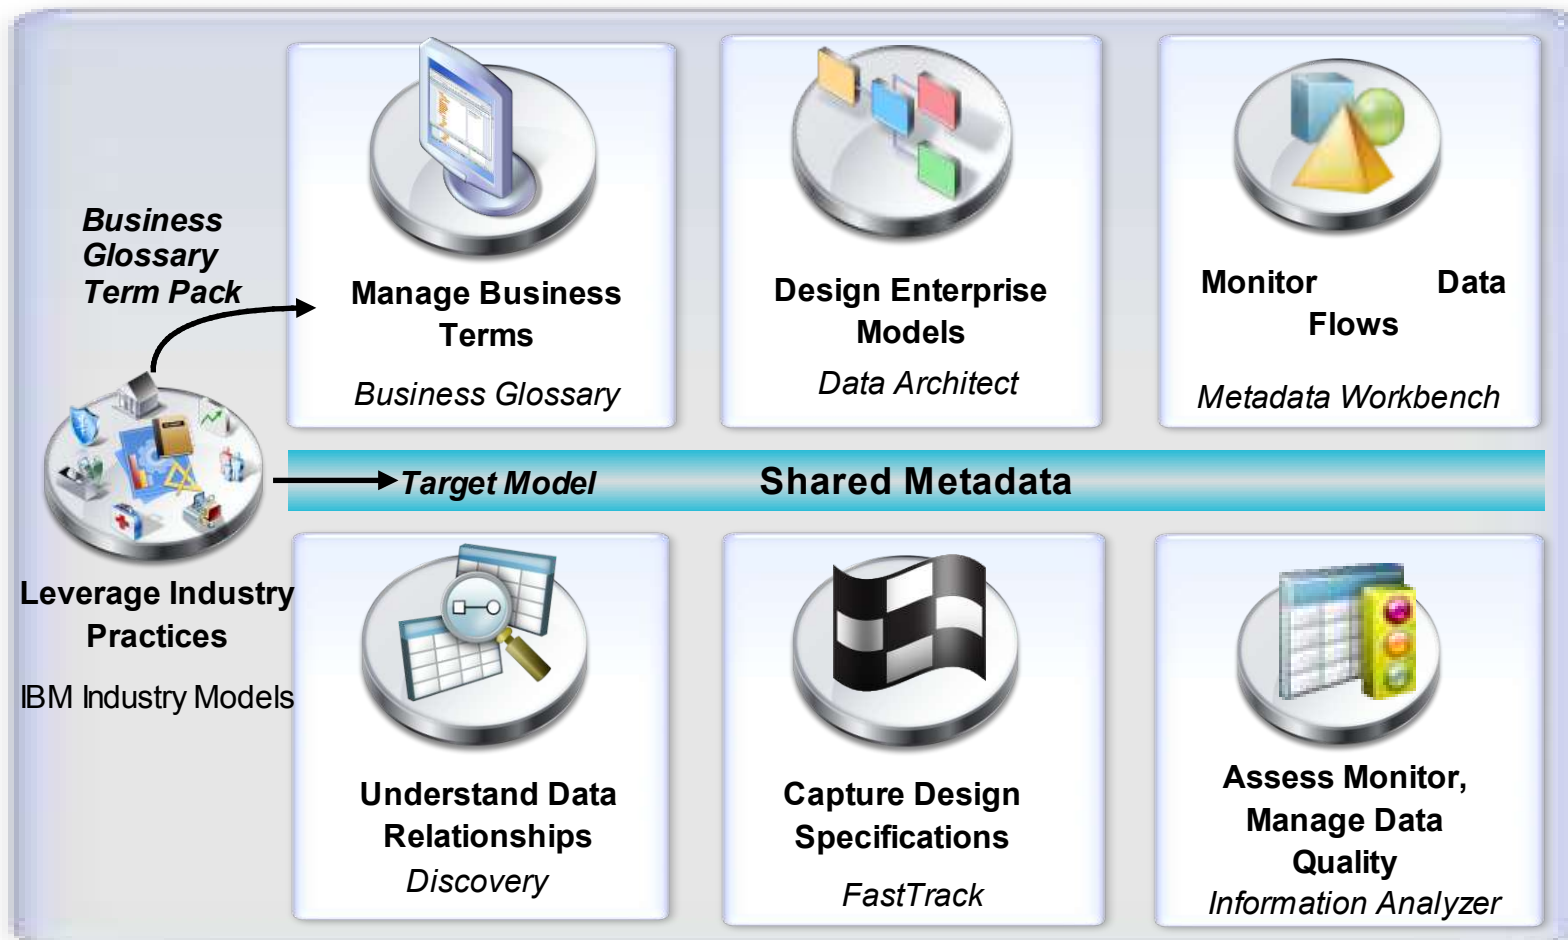 Business
Glossary
Term Pack
Manage Business
Terms
Business Glossary
Design Enterprise
Models
Data Architect
Monitor Data
Flows
Metadata Workbench
Target Model
Shared Metadata
Leverage Industry
Practices
IBM Industry Models
Understand Data
Relationships
Discovery
Capture Design
Specifications
FastTrack
Assess Monitor,
Manage Data
Quality
Information Analyzer